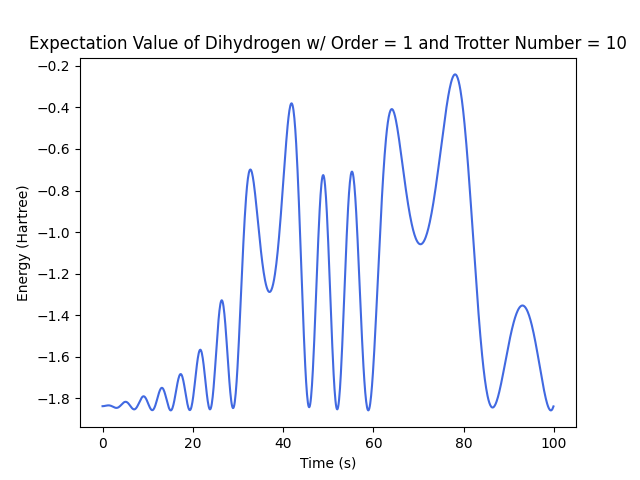 Expectation Value of Dihydrogen w/ Order = 1 and Trotter Number = 10
−0.2
−0.4
−0.6
−0.8
−1.0
−1.2
−1.4
−1.6
−1.8
Energy (Hartree)
0 20 40 60 80 100
Time (s)